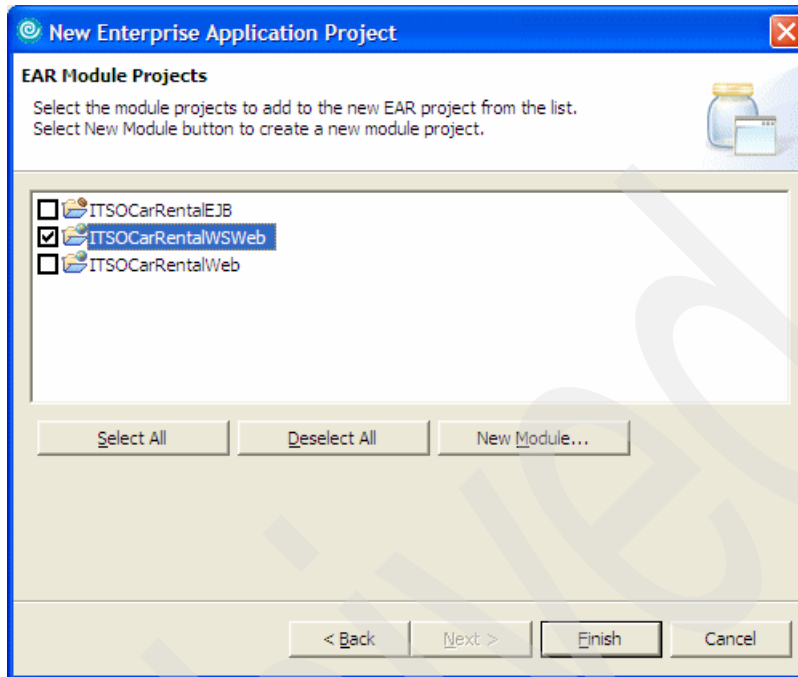 New Enterprise Application Project
EAR Module Projects
Select the module projects to add to the new EAR project from the list.
Select New Module button to create a new module project.
ITSOCarRentalEJB
ITSOCarRentalWSWeb
ITSOCarRentalWeb
Select All
Deselect All
New Module...
< Back
Next >
Finish
Cancel